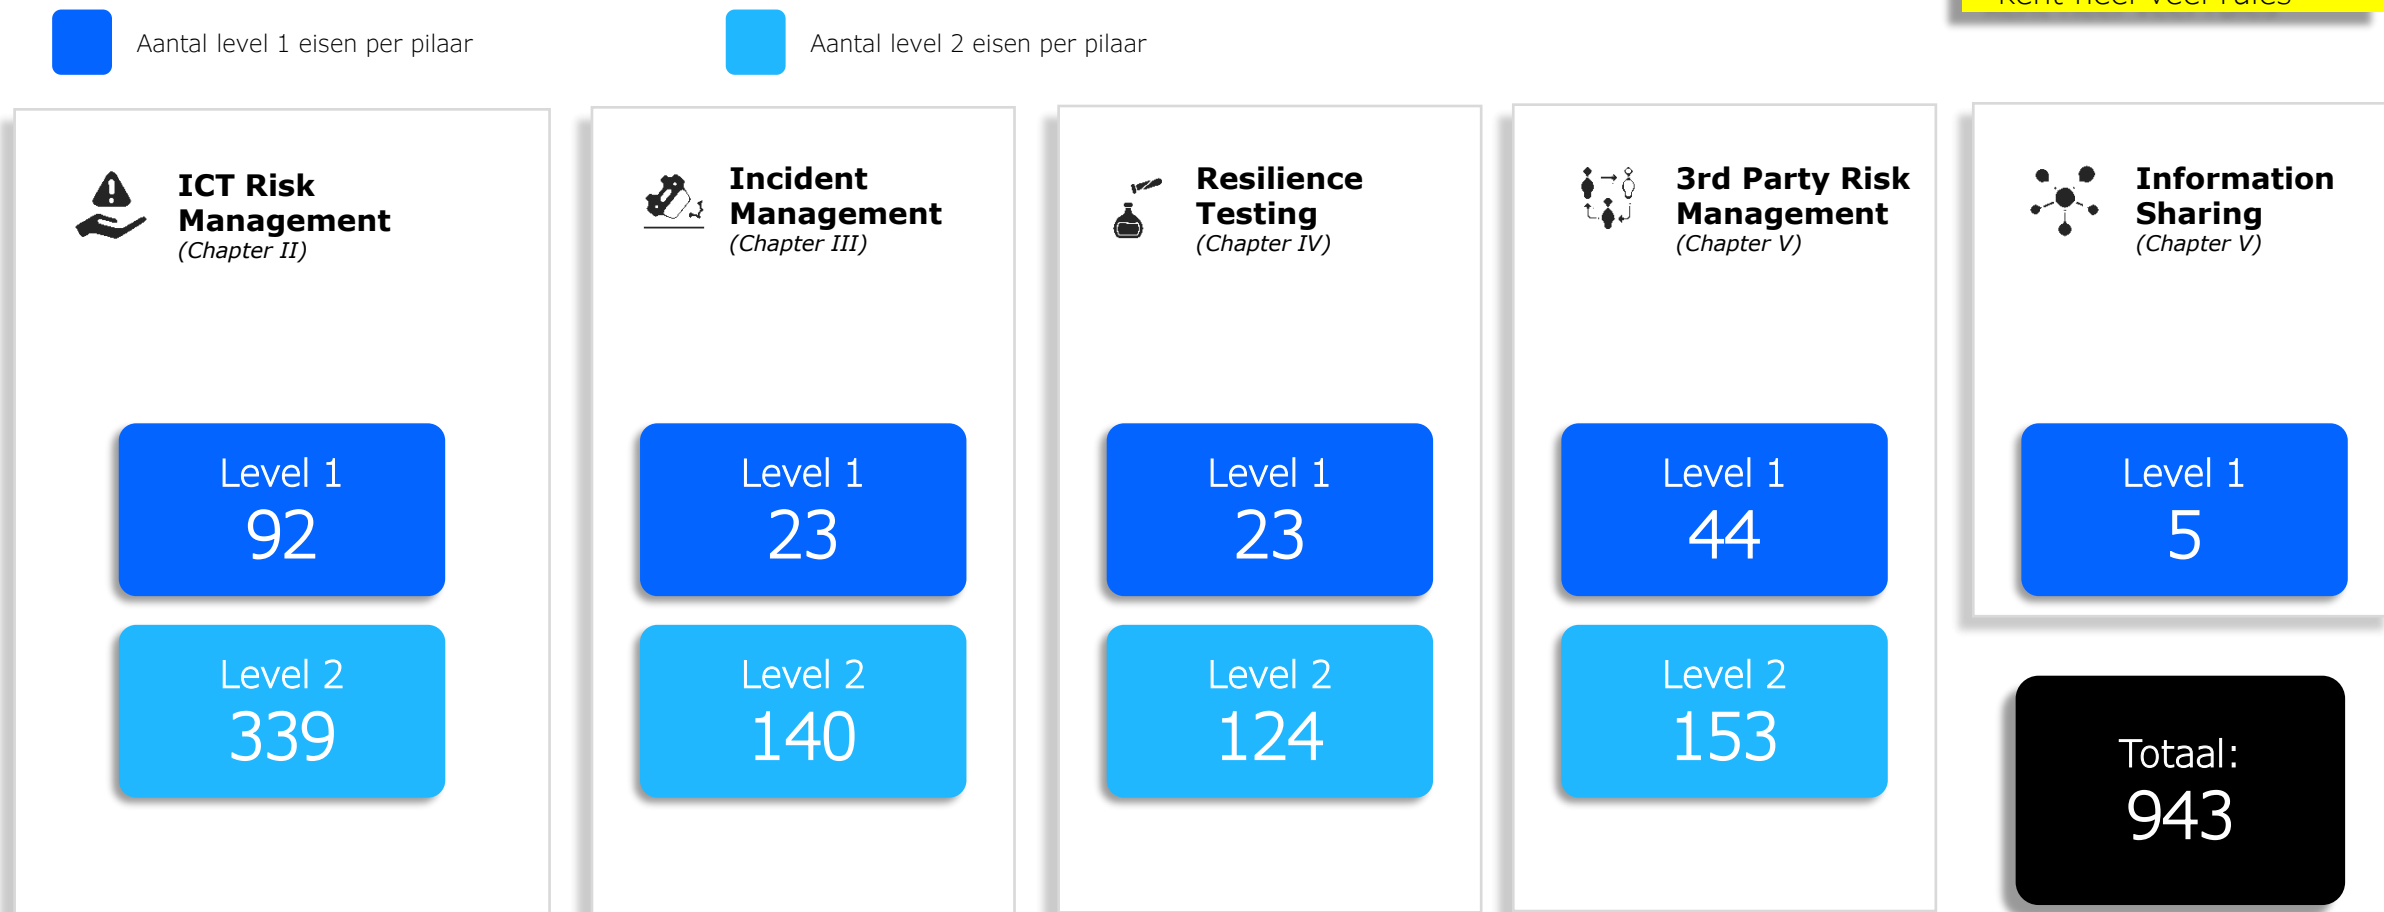 Aantal level 1 eisen per pilaar
Aantal level 2 eisen per pilaar
ICT Risk
Management
(Chapter II)
Incident
Management
(Chapter III)
Resilience
Testing
(Chapter IV)
3rd Party Risk
Management
(Chapter V)
Information
Sharing
(Chapter V)
Level 1
92
Level 1
23
Level 1
23
Level 1
44
Level 1
5
Level 2
339
Level 2
140
Level 2
124
Level 2
153
Totaal:
943